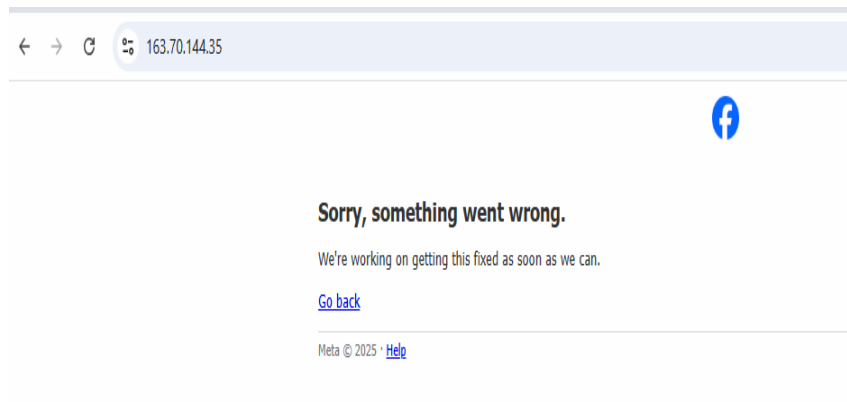 163.70.144.35
Sorry, something went wrong.
We're working on getting this fixed as soon as we can.
Go back
Meta © 2025 · Help